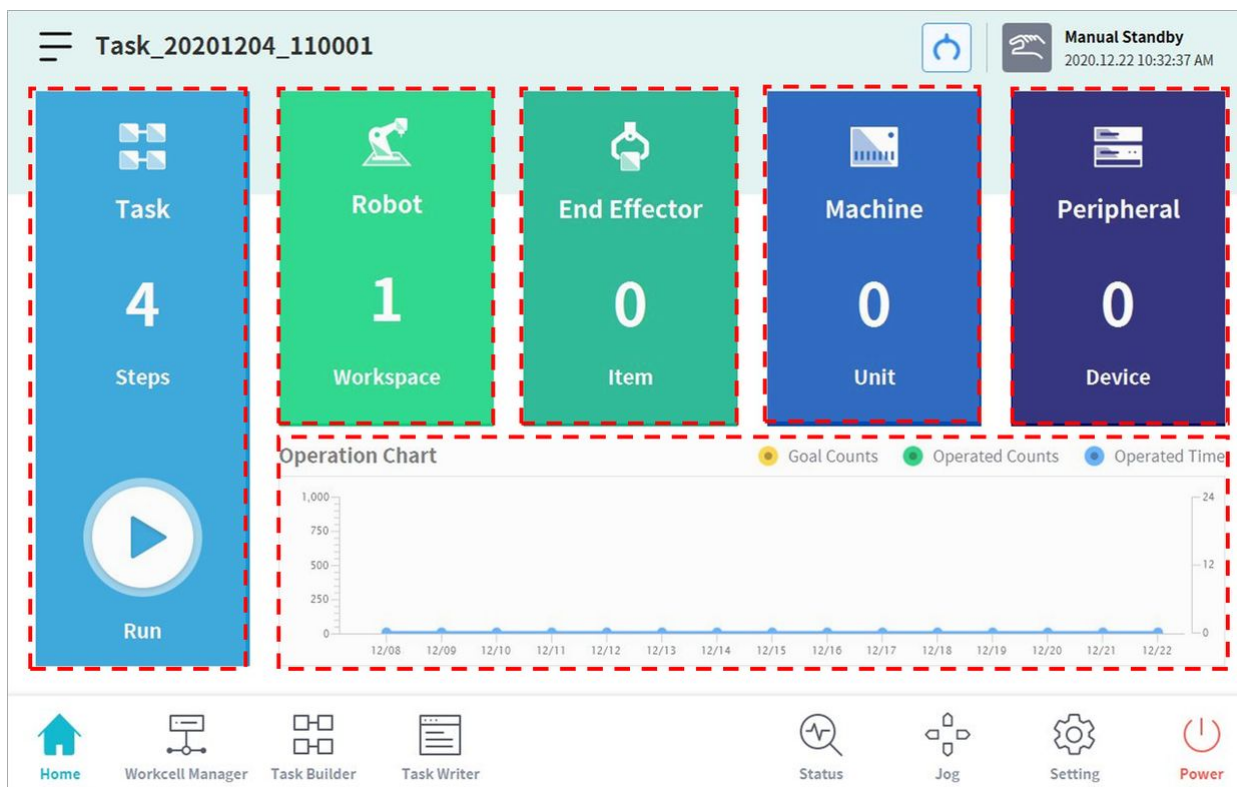 Task_20201204_110001
Manual Standby
2020.12.22 10:32:37 AM
Task
4
Steps
Run
Robot
1
Workspace
End Effector
0
Item
Machine
0
Unit
Peripheral
0
Device
Operation Chart
Goal Counts
Operated Counts
Operated Time
1,000
750
500
250
0
24
12
0
12/08
12/09
12/10
12/11
12/12
12/13
12/14
12/15
12/16
12/17
12/18
12/19
12/20
12/21
12/22
Home
Workcell Manager
Task Builder
Task Writer
Status
Jog
Setting
Power